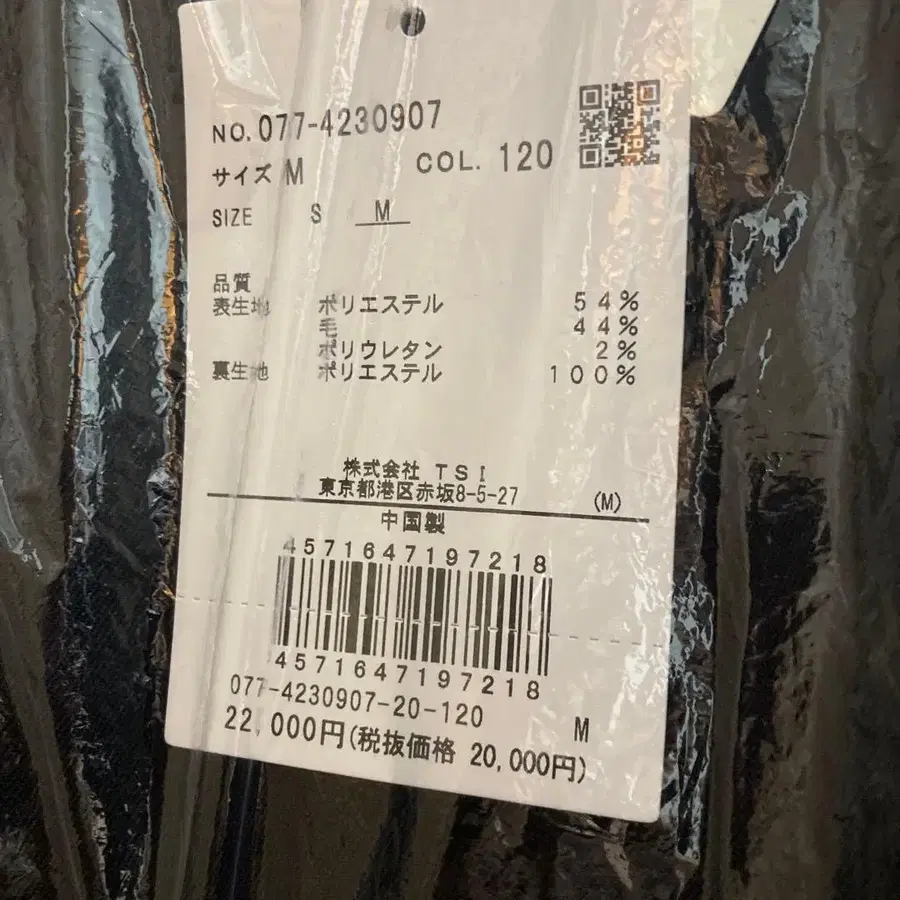 NO. 077-4230907
サイズ M COL. 120
SIZE S M
品質
表生地 ポリエステル 54%
毛 44%
ポリウレタン 2%
裏生地 ポリエステル 100%
株式会社 TSI
東京都港区赤坂8-5-27 (M)
中国製
4571647197218
4571647197218
077-4230907-20-120 M
22,000円(税抜価格 20,000円)